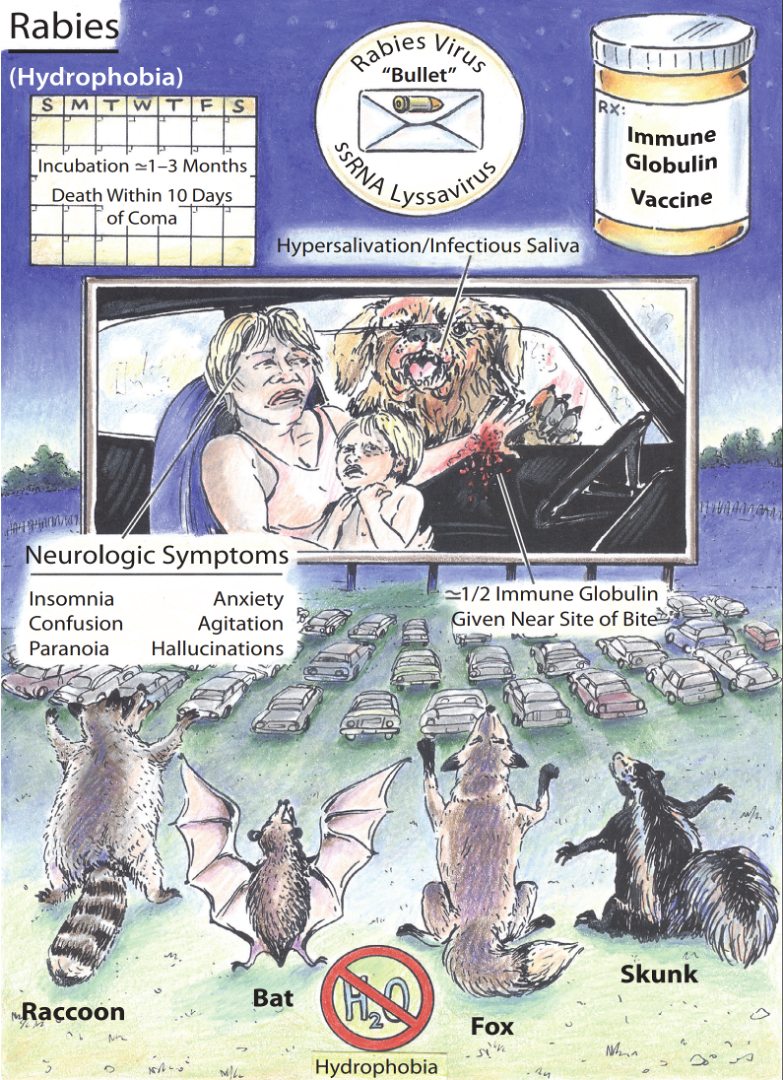 Rabies
(Hydrophobia)
S M T W T F S
Incubation ≃1–3 Months
Death Within 10 Days
of Coma
Rabies Virus
“Bullet”
ssRNA Lyssavirus
RX:
Immune
Globulin
Vaccine
Hypersalivation/Infectious Saliva
Neurologic Symptoms
Insomnia Anxiety
Confusion Agitation
Paranoia Hallucinations
≃1/2 Immune Globulin
Given Near Site of Bite
Raccoon
Bat
H2O
Fox
Skunk
Hydrophobia